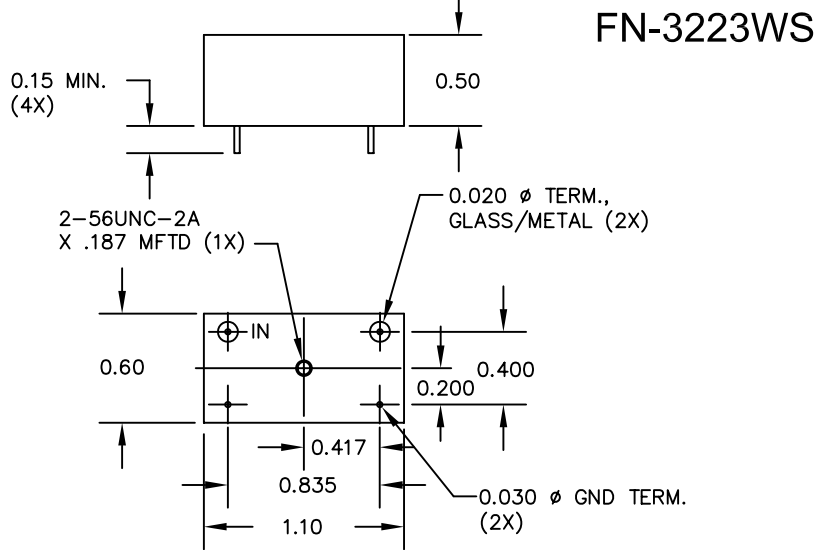 FN-3223WS
0.15 MIN.
(4X)
0.50
2-56UNC-2A
X .187 MFTD (1X)
0.020 ø TERM.,
GLASS/METAL (2X)
IN
0.60
0.400
0.200
0.417
0.835
0.030 ø GND TERM.
(2X)
1.10